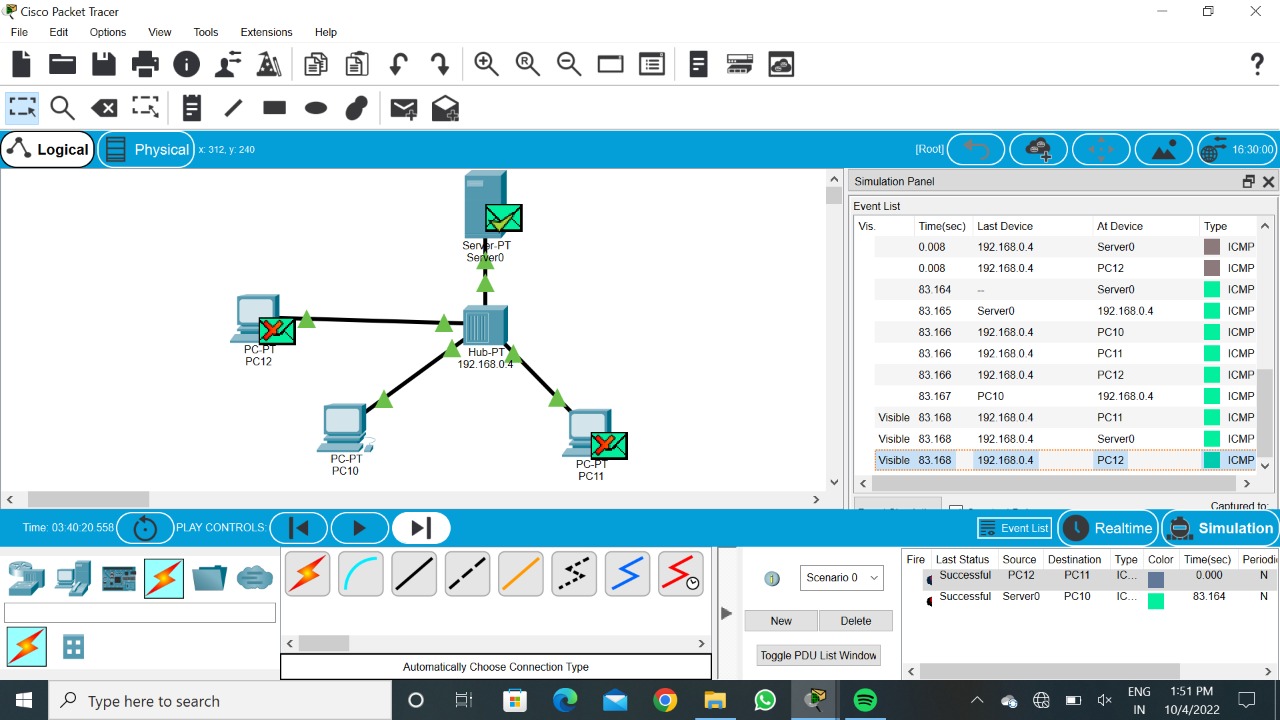 Cisco Packet Tracer
File Edit Options View Tools Extensions Help
Logical Physical x: 312, y: 240 [Root] 16:30:00
Server-PT
Server0
PC-PT
PC12
Hub-PT
192.168.0.4
PC-PT
PC10
PC-PT
PC11
Simulation Panel
Event List
Vis. Time(sec) Last Device At Device Type
0.008 192.168.0.4 Server0 ICMP
0.008 192.168.0.4 PC12 ICMP
83.164 -- Server0 ICMP
83.165 Server0 192.168.0.4 ICMP
83.166 192.168.0.4 PC10 ICMP
83.166 192.168.0.4 PC11 ICMP
83.166 192.168.0.4 PC12 ICMP
83.167 PC10 192.168.0.4 ICMP
Visible 83.168 192.168.0.4 PC11 ICMP
Visible 83.168 192.168.0.4 Server0 ICMP
Visible 83.168 192.168.0.4 PC12 ICMP
Captured to:
Time: 03:40:20.558 PLAY CONTROLS: Event List Realtime Simulation
Scenario 0
New Delete
Toggle PDU List Window
Fire Last Status Source Destination Type Color Time(sec) Periodi
Successful PC12 PC11 IC... 0.000 N
Successful Server0 PC10 IC... 83.164 N
Automatically Choose Connection Type
Type here to search
ENG
IN
1:51 PM
10/4/2022